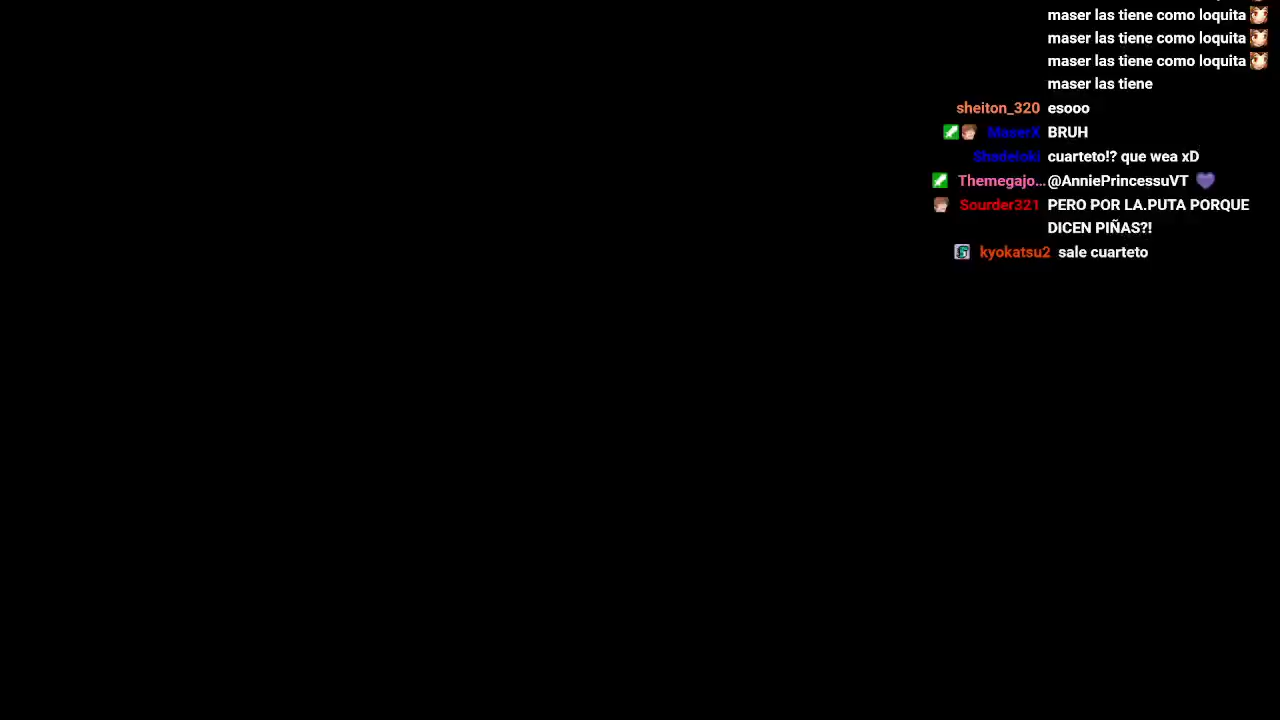 maser las tiene como loquita
maser las tiene como loquita
maser las tiene como loquita
maser las tiene
sheiton_320 esooo
MaserX BRUH
Shadeloki cuarteto!? que wea xD
Themegajo... @AnniePrincessuVT
Sourder321 PERO POR LA.PUTA PORQUE
DICEN PIÑAS?!
kyokatsu2 sale cuarteto